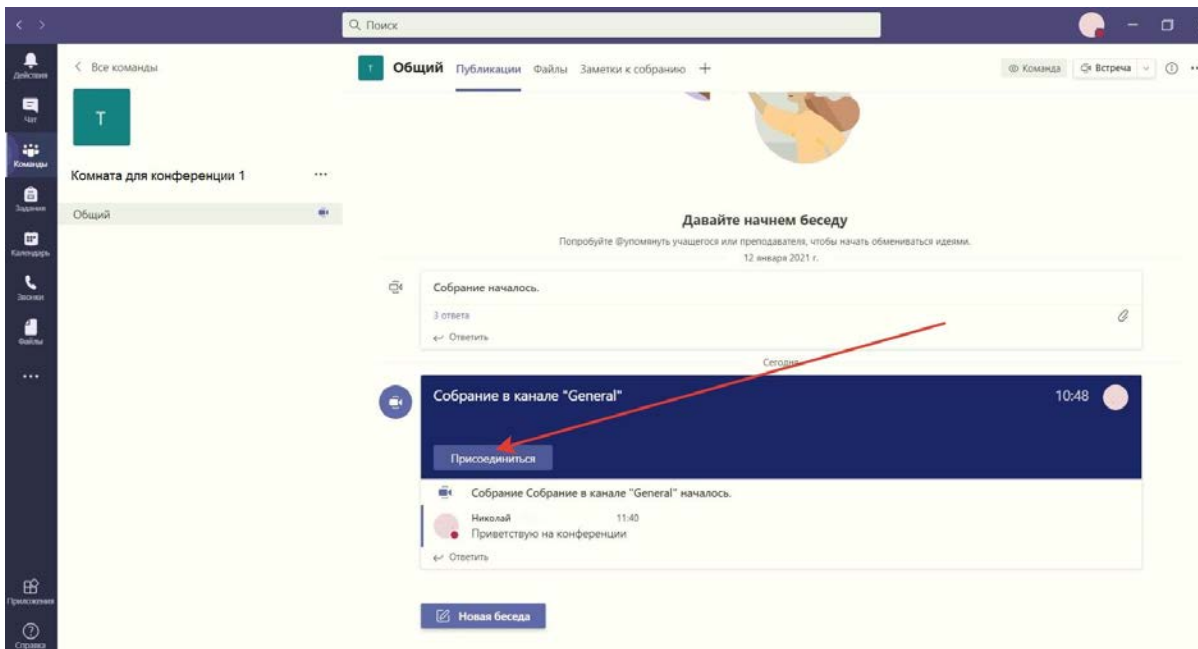 Поиск
Действия
Чат
Команды
Задания
Календарь
Звонки
Файлы
Приложения
Справка
Все команды
Т
Комната для конференции 1
Общий
Т
Общий Публикации Файлы Заметки к собранию
Команда
Встреча
Давайте начнем беседу
Попробуйте @упомянуть учащегося или преподавателя, чтобы начать обмениваться идеями.
12 января 2021 г.
Собрание началось.
3 ответа
Ответить
Сегодня
Собрание в канале "General" 10:48
Присоединиться
Собрание Собрание в канале "General" началось.
Николай 11:40
Приветствую на конференции
Ответить
Новая беседа